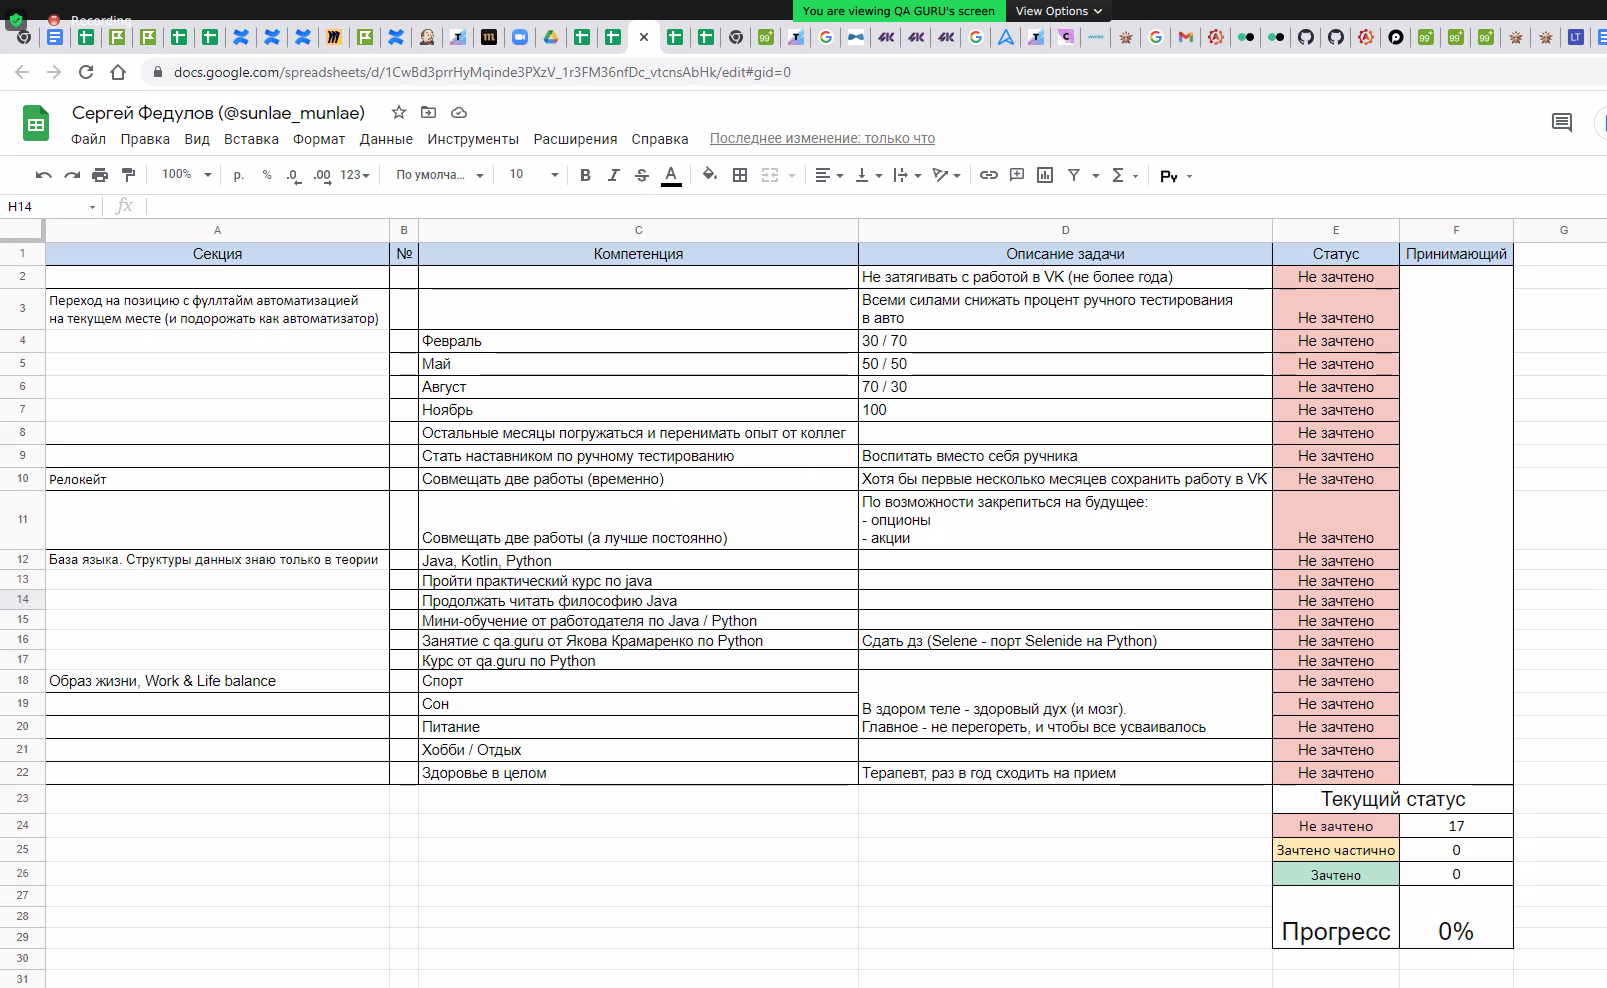 Recording
You are viewing QA GURU's screen
View Options
docs.google.com/spreadsheets/d/1CwBd3prrHyMqinde3PXzV_1r3FM36nfDc_vtcnsAbHk/edit#gid=0
Сергей Федулов (@sunlae_munlae)
Файл Правка Вид Вставка Формат Данные Инструменты Расширения Справка Последнее изменение: только что
100% р. % .0 .00 123 По умолча... 10 B I S A Σ
H14 fx
A B C D E F G
1 Секция № Компетенция Описание задачи Статус Принимающий
2 Не затягивать с работой в VK (не более года) Не зачтено
3 Переход на позицию с фуллтайм автоматизацией
на текущем месте (и подорожать как автоматизатор)
Всеми силами снижать процент ручного тестирования
в авто
Не зачтено
4 Февраль 30 / 70 Не зачтено
5 Май 50 / 50 Не зачтено
6 Август 70 / 30 Не зачтено
7 Ноябрь 100 Не зачтено
8 Остальные месяцы погружаться и перенимать опыт от коллег Не зачтено
9 Стать наставником по ручному тестированию Воспитать вместо себя ручника Не зачтено
10 Релокейт Совмещать две работы (временно) Хотя бы первые несколько месяцев сохранить работу в VK Не зачтено
11 Совмещать две работы (а лучше постоянно)
По возможности закрепиться на будущее:
- опционы
- акции
Не зачтено
12 База языка. Структуры данных знаю только в теории Java, Kotlin, Python Не зачтено
13 Пройти практический курс по java Не зачтено
14 Продолжать читать философию Java Не зачтено
15 Мини-обучение от работодателя по Java / Python Не зачтено
16 Занятие с qa.guru от Якова Крамаренко по Python Сдать дз (Selene - порт Selenide на Python) Не зачтено
17 Курс от qa.guru по Python Не зачтено
18 Образ жизни, Work & Life balance Спорт Не зачтено
19 Сон В здором теле - здоровый дух (и мозг). Не зачтено
20 Питание Главное - не перегореть, и чтобы все усваивалось Не зачтено
21 Хобби / Отдых Не зачтено
22 Здоровье в целом Терапевт, раз в год сходить на прием Не зачтено
23 Текущий статус
24 Не зачтено 17
25 Зачтено частично 0
26 Зачтено 0
27
28
29 Прогресс 0%
30
31